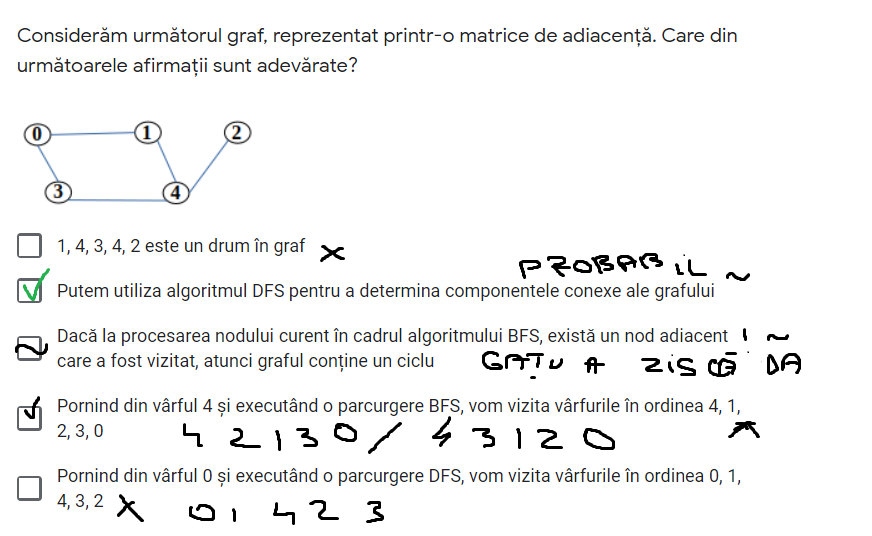 Considerăm următorul graf, reprezentat printr-o matrice de adiacență. Care din
următoarele afirmații sunt adevărate?
0 1 2
3 4
1, 4, 3, 4, 2 este un drum în graf x
PROBABIL ~
Putem utiliza algoritmul DFS pentru a determina componentele conexe ale grafului
Dacă la procesarea nodului curent în cadrul algoritmului BFS, există un nod adiacent ! ~
care a fost vizitat, atunci graful conține un ciclu GAȚU A ZIS CĂ DA
Pornind din vârful 4 și executând o parcurgere BFS, vom vizita vârfurile în ordinea 4, 1,
2, 3, 0 4 2 1 3 0 / 4 3 1 2 0
Pornind din vârful 0 și executând o parcurgere DFS, vom vizita vârfurile în ordinea 0, 1,
4, 3, 2 x 0 1 4 2 3